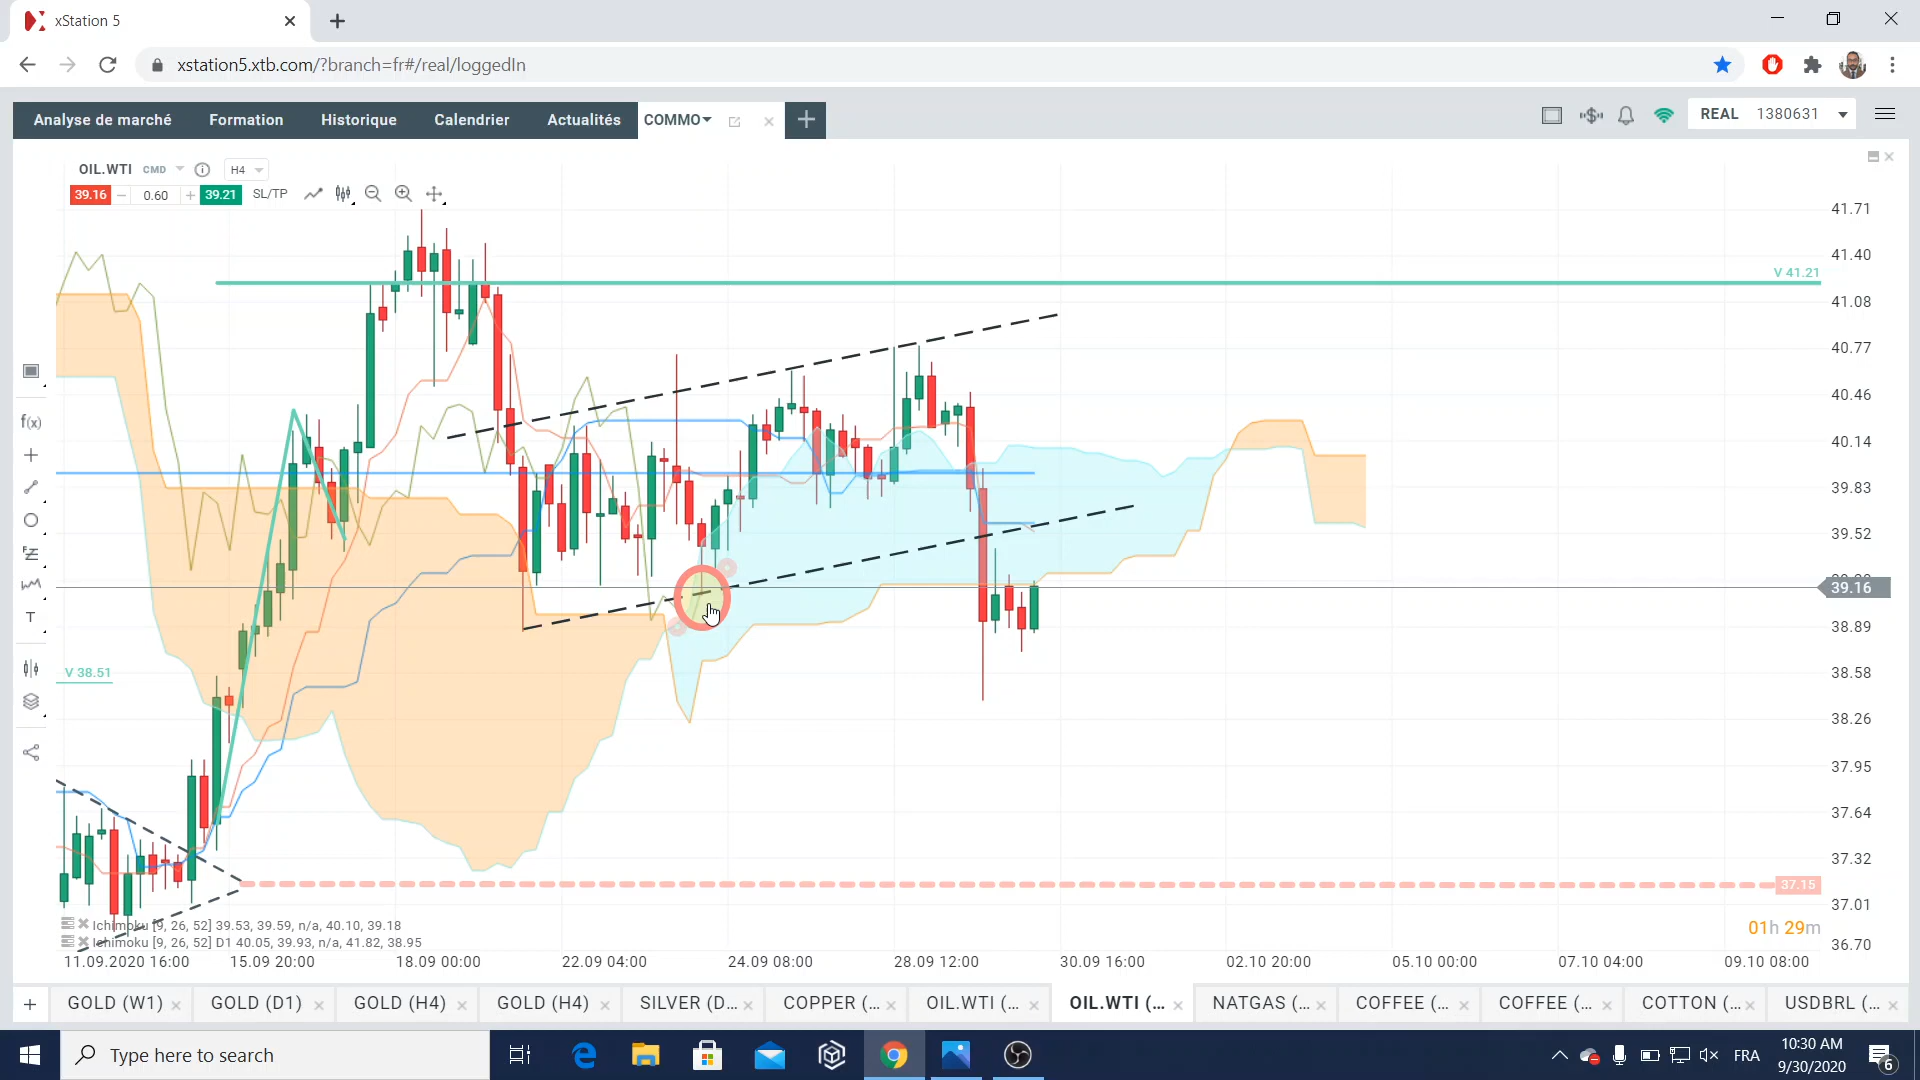 xStation 5
xstation5.xtb.com/?branch=fr#/real/loggedIn
Analyse de marché Formation Historique Calendrier Actualités COMMO REAL 1380631
OIL.WTI CMD H4
39.16 0.60 39.21 SL/TP
41.71
V 41.21
41.40
41.08
40.77
40.46
40.14
39.83
39.52
39.16
38.89
V 38.51
38.58
38.26
37.95
37.64
37.32
37.15
37.01
36.70
01h 29m
Ichimoku [9, 26, 52] 39.53, 39.59, n/a, 40.10, 39.18
Ichimoku [9, 26, 52] D1 40.05, 39.93, n/a, 41.82, 38.95
11.09.2020 16:00 15.09 20:00 18.09 00:00 22.09 04:00 24.09 08:00 28.09 12:00 30.09 16:00 02.10 20:00 05.10 00:00 07.10 04:00 09.10 08:00
GOLD (W1) GOLD (D1) GOLD (H4) GOLD (H4) SILVER (D... COPPER (... OIL.WTI (... OIL.WTI (... NATGAS (... COFFEE (... COFFEE (... COTTON (... USDBRL (...
Type here to search
FRA
10:30 AM
9/30/2020
6